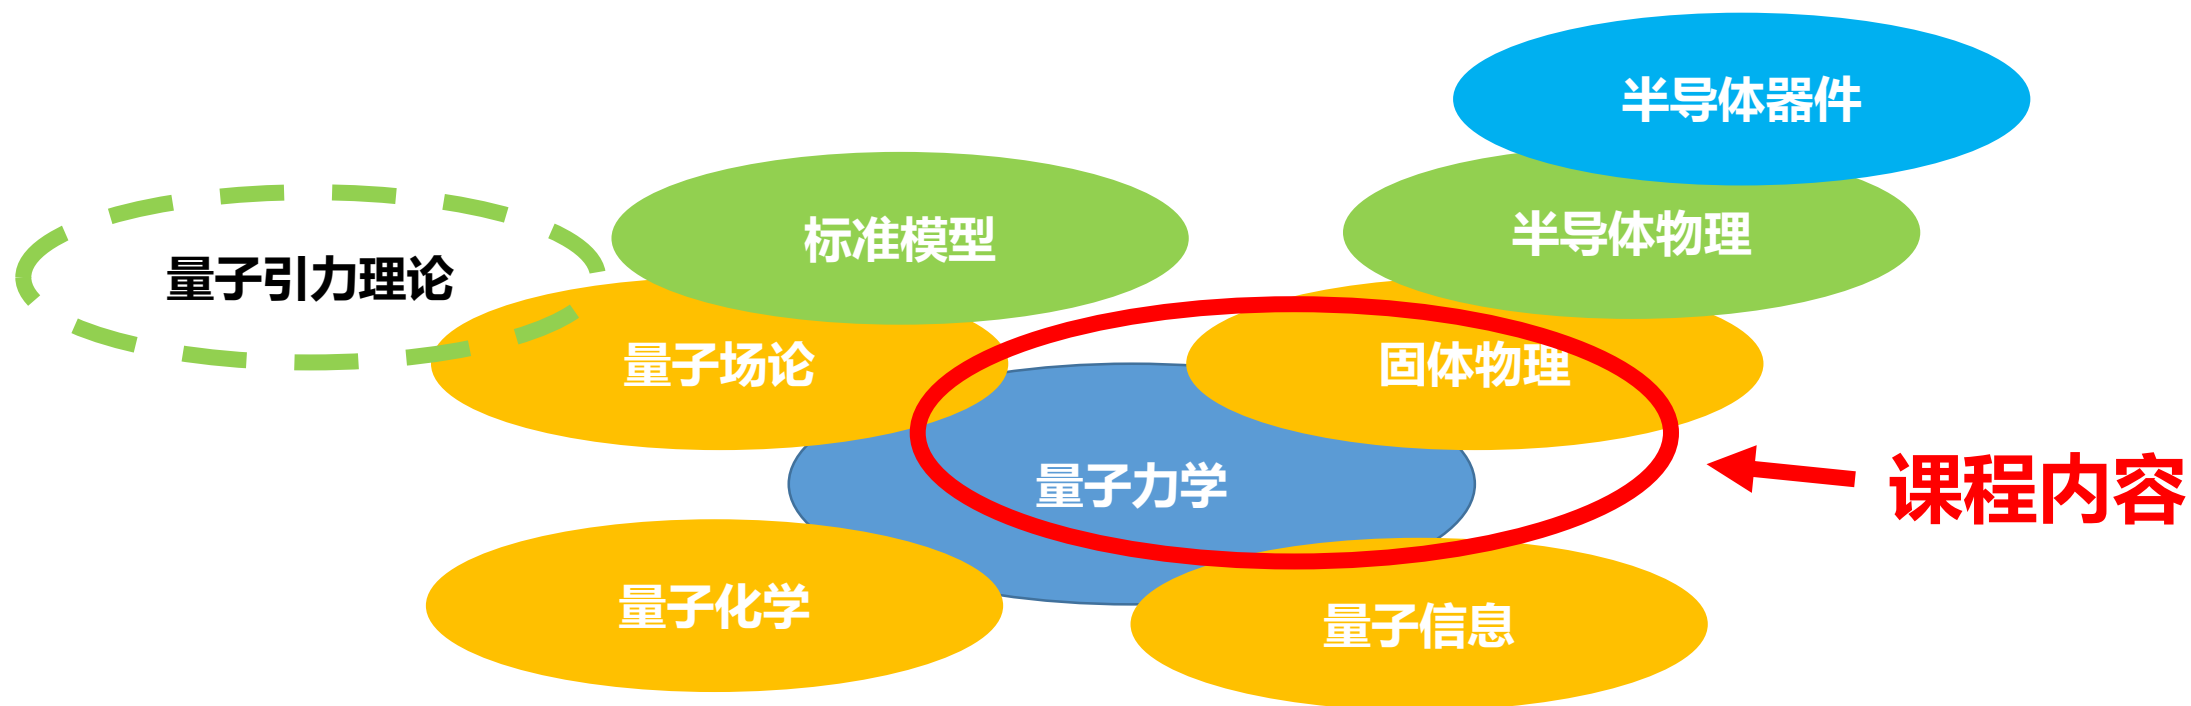 半导体器件
标准模型
半导体物理
量子引力理论
量子场论
固体物理
量子力学
课程内容
量子化学
量子信息